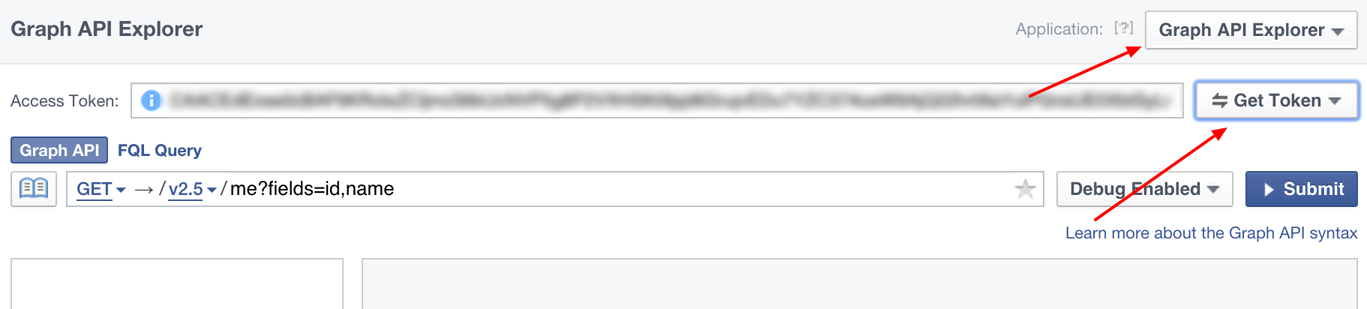 Graph API Explorer
Application: [?] Graph API Explorer
Access Token: Get Token
Graph API FQL Query
GET → / v2.5 / me?fields=id,name Debug Enabled Submit
Learn more about the Graph API syntax